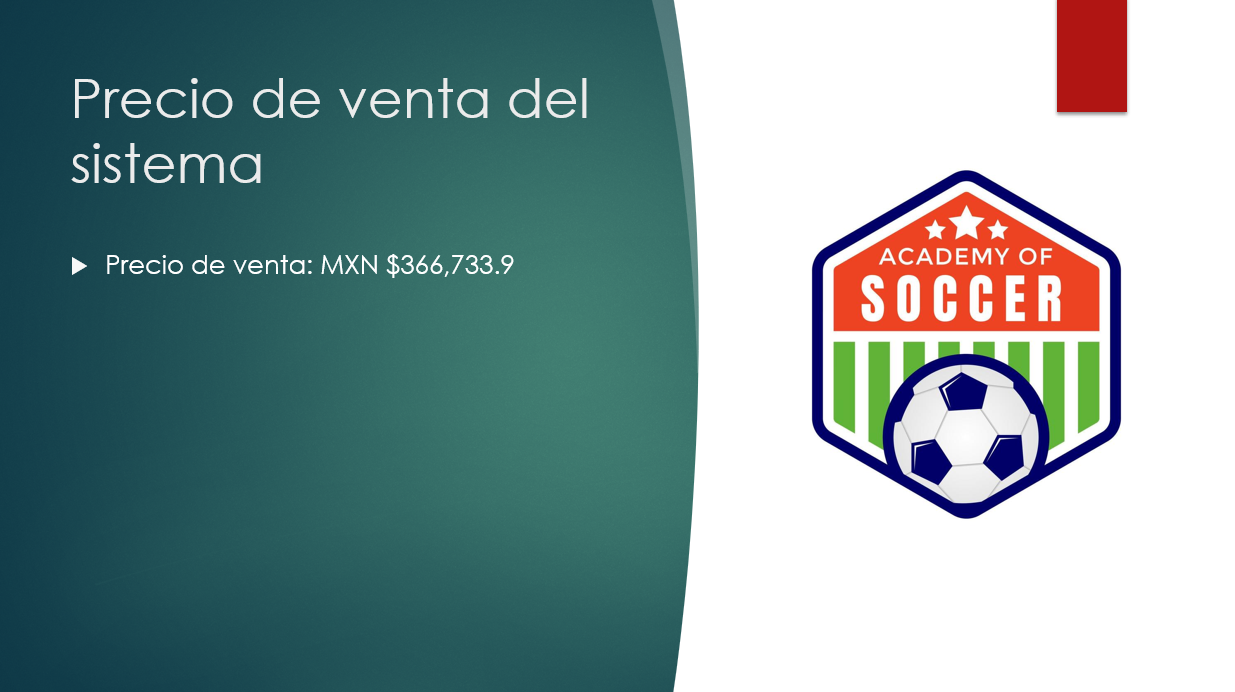 Precio de venta del
sistema
Precio de venta: MXN $366,733.9
ACADEMY OF
SOCCER